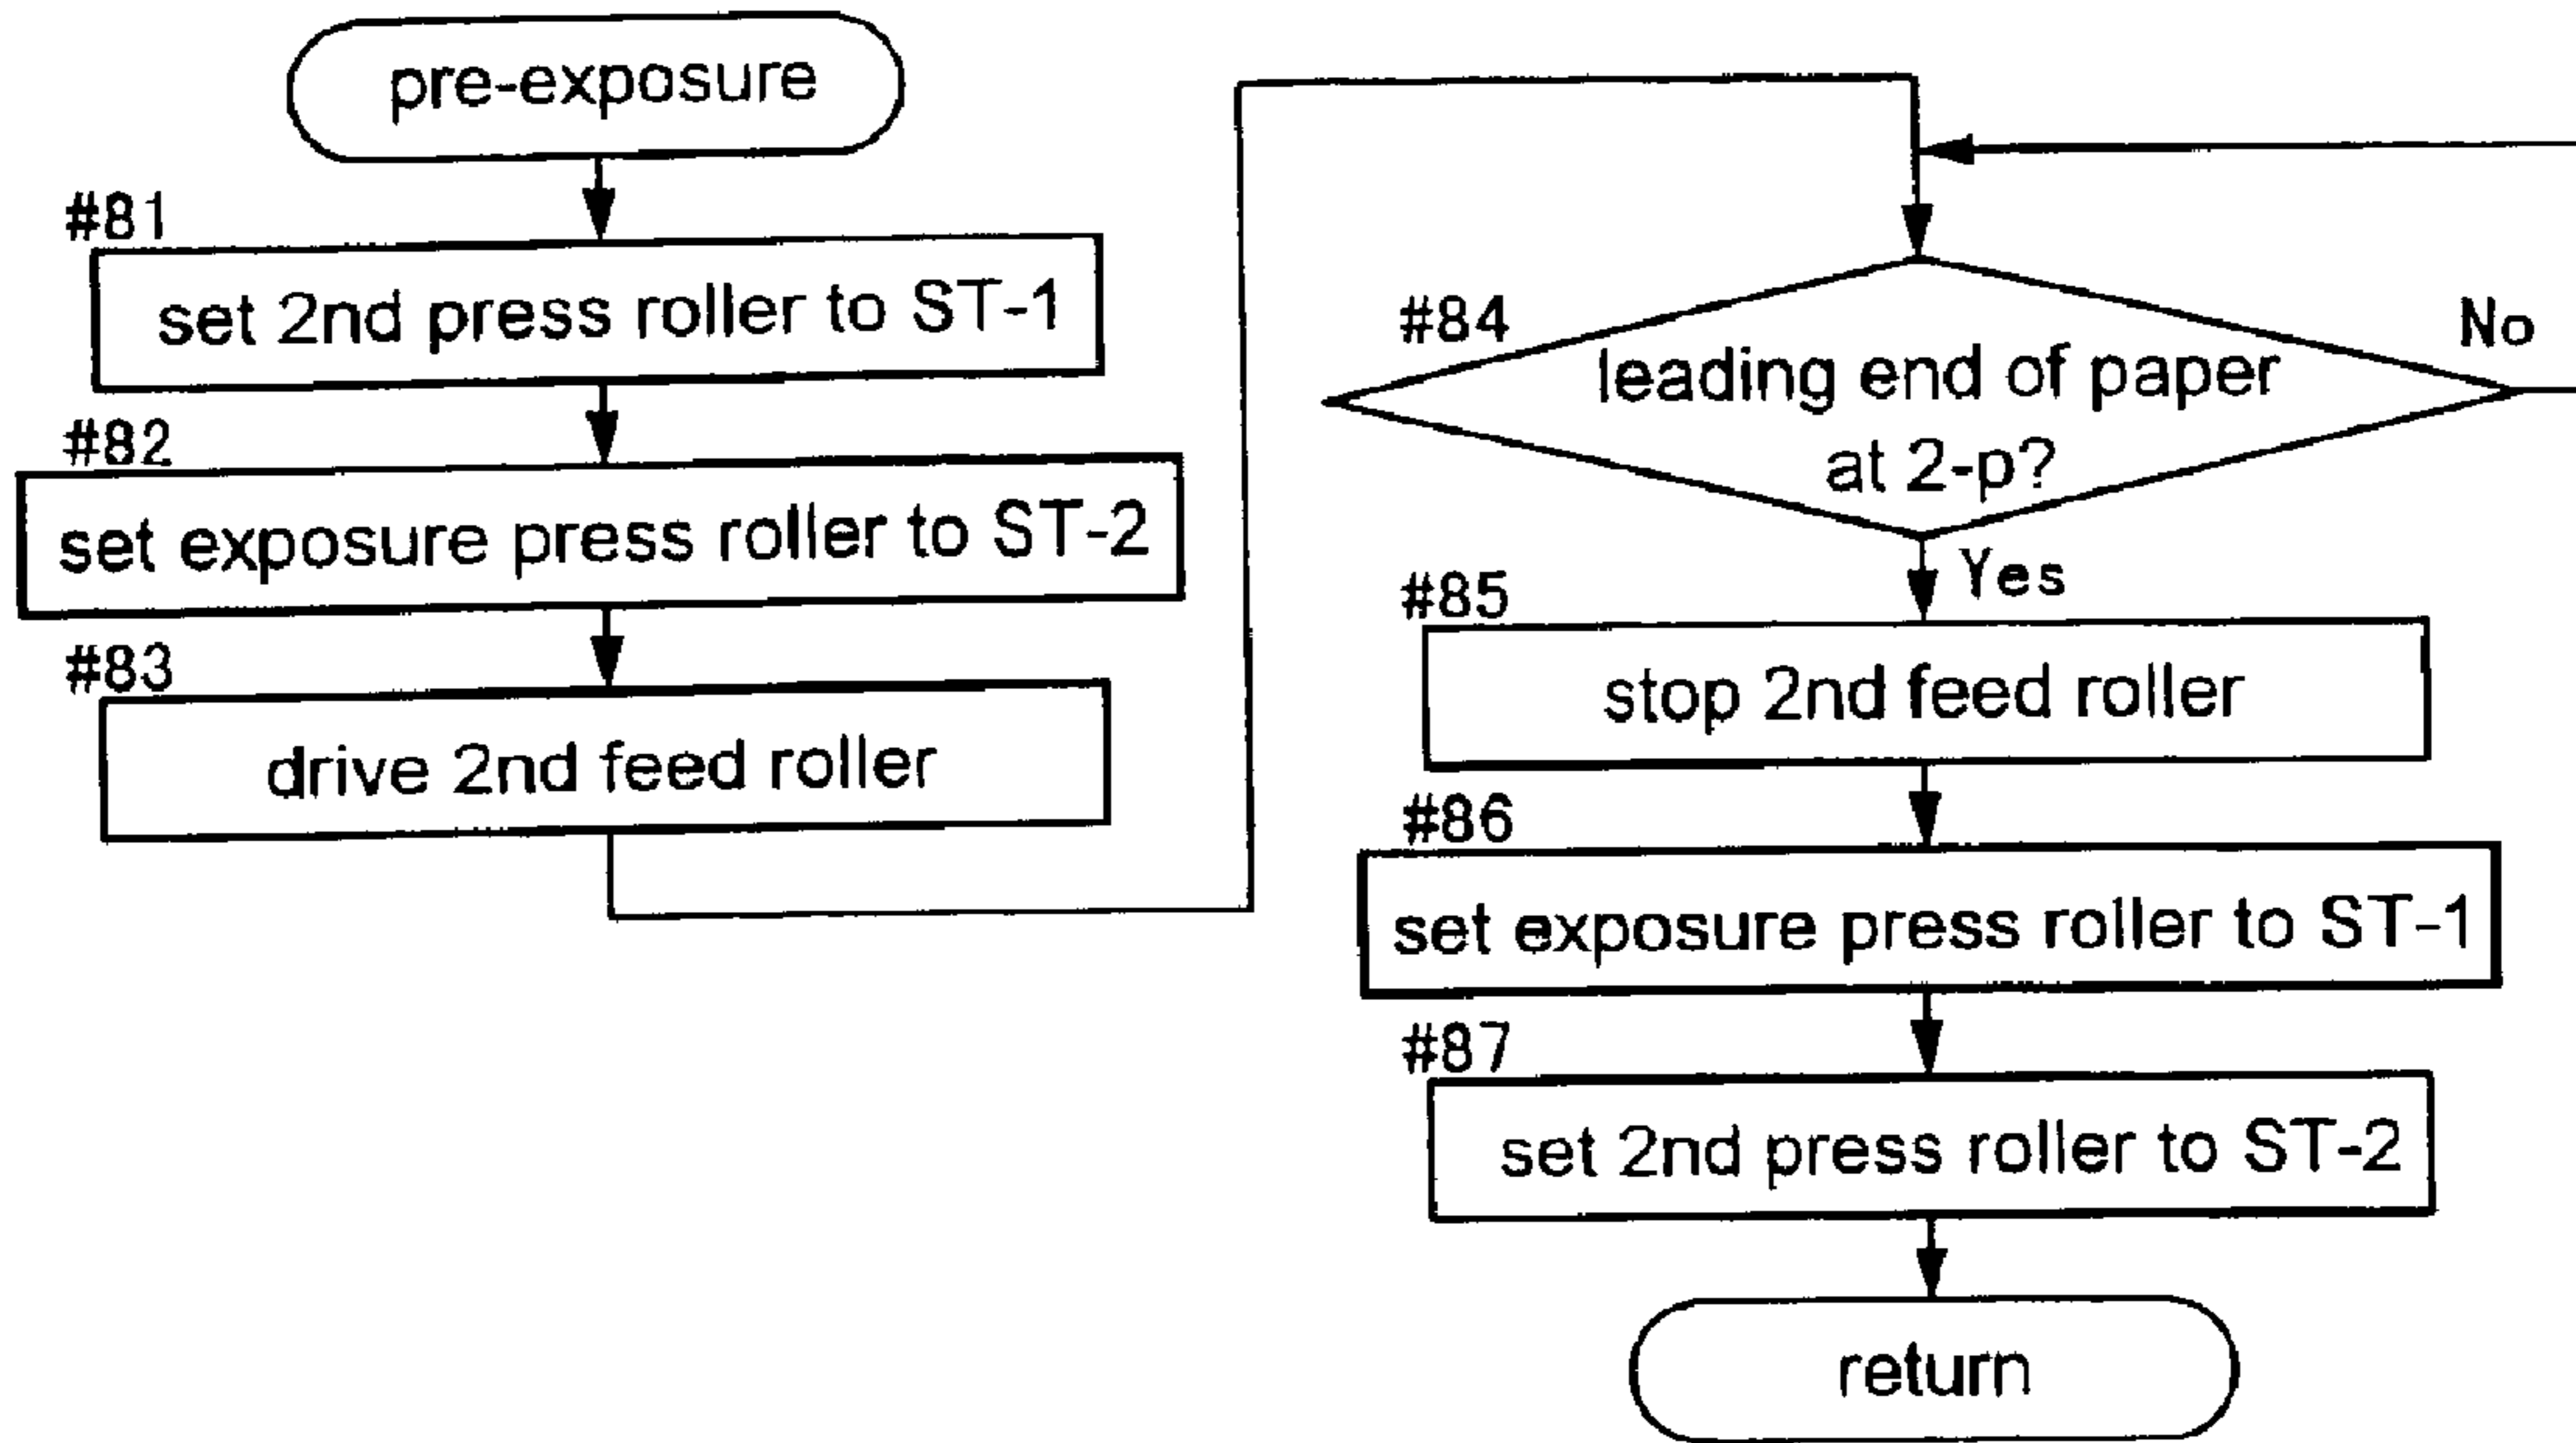 pre-exposure
#81
set 2nd press roller to ST-1
#82
set exposure press roller to ST-2
#83
drive 2nd feed roller
#84
leading end of paper
at 2-p?
No
Yes
#85
stop 2nd feed roller
#86
set exposure press roller to ST-1
#87
set 2nd press roller to ST-2
return